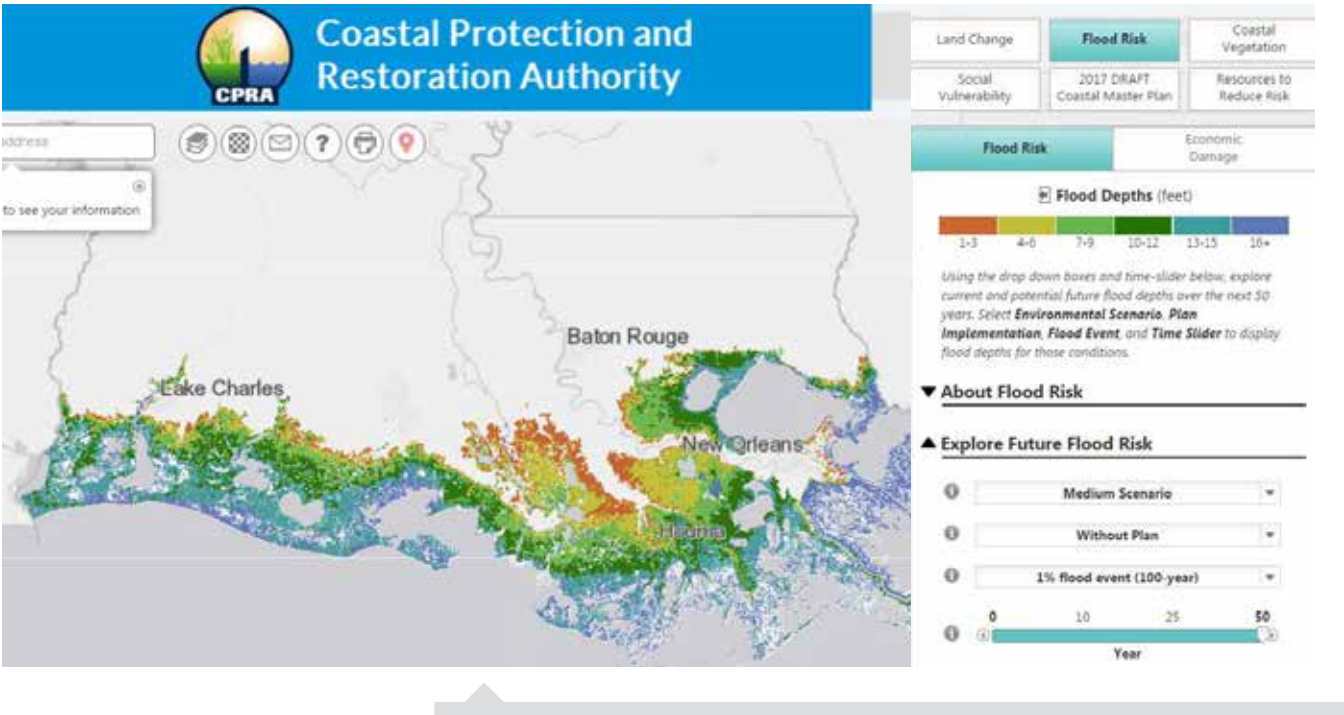 Coastal Protection and
Restoration Authority
CPRA
address
to see your information
?
Baton Rouge
Lake Charles
New Orleans
Houma
Land Change
Flood Risk
Coastal
Vegetation
Social
Vulnerability
2017 DRAFT
Coastal Master Plan
Resources to
Reduce Risk
Flood Risk
Economic
Damage
Flood Depths (feet)
1-3 4-6 7-9 10-12 13-15 16+
Using the drop down boxes and time-slider below, explore
current and potential future flood depths over the next 50
years. Select Environmental Scenario, Plan
Implementation, Flood Event, and Time Slider to display
flood depths for those conditions.
About Flood Risk
Explore Future Flood Risk
Medium Scenario
Without Plan
1% flood event (100-year)
0 10 25 50
Year